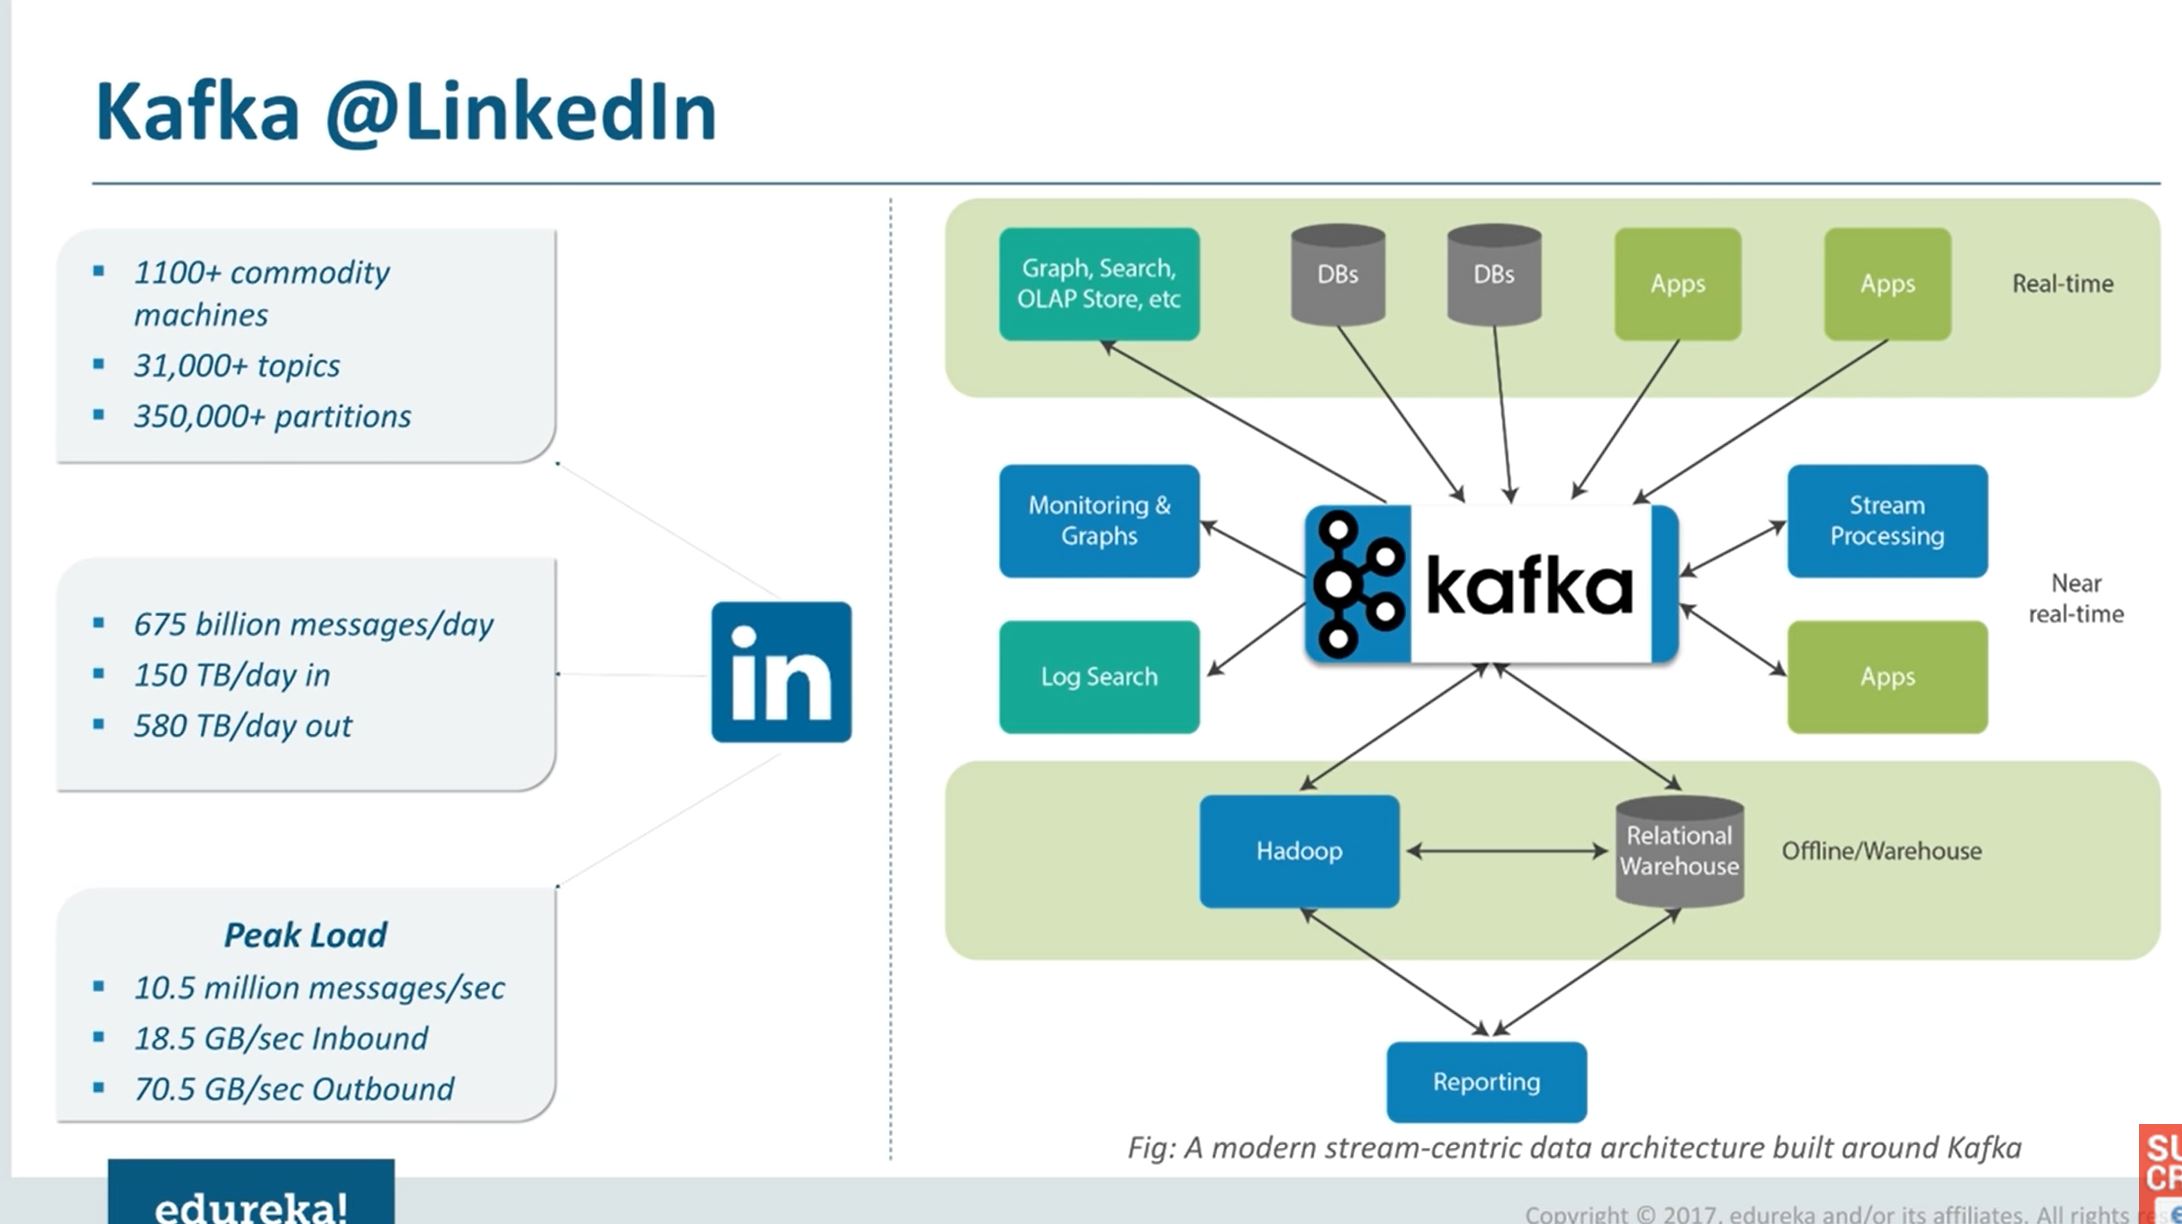 Kafka @LinkedIn
1100+ commodity
machines
31,000+ topics
350,000+ partitions
675 billion messages/day
150 TB/day in
580 TB/day out
Peak Load
10.5 million messages/sec
18.5 GB/sec Inbound
70.5 GB/sec Outbound
in
Graph, Search,
OLAP Store, etc
DBs
DBs
Apps
Apps
Real-time
Monitoring &
Graphs
Log Search
kafka
Stream
Processing
Apps
Near
real-time
Hadoop
Relational
Warehouse
Offline/Warehouse
Reporting
Fig: A modern stream-centric data architecture built around Kafka
edureka!
Copyright © 2017, edureka and/or its affiliates. All rights